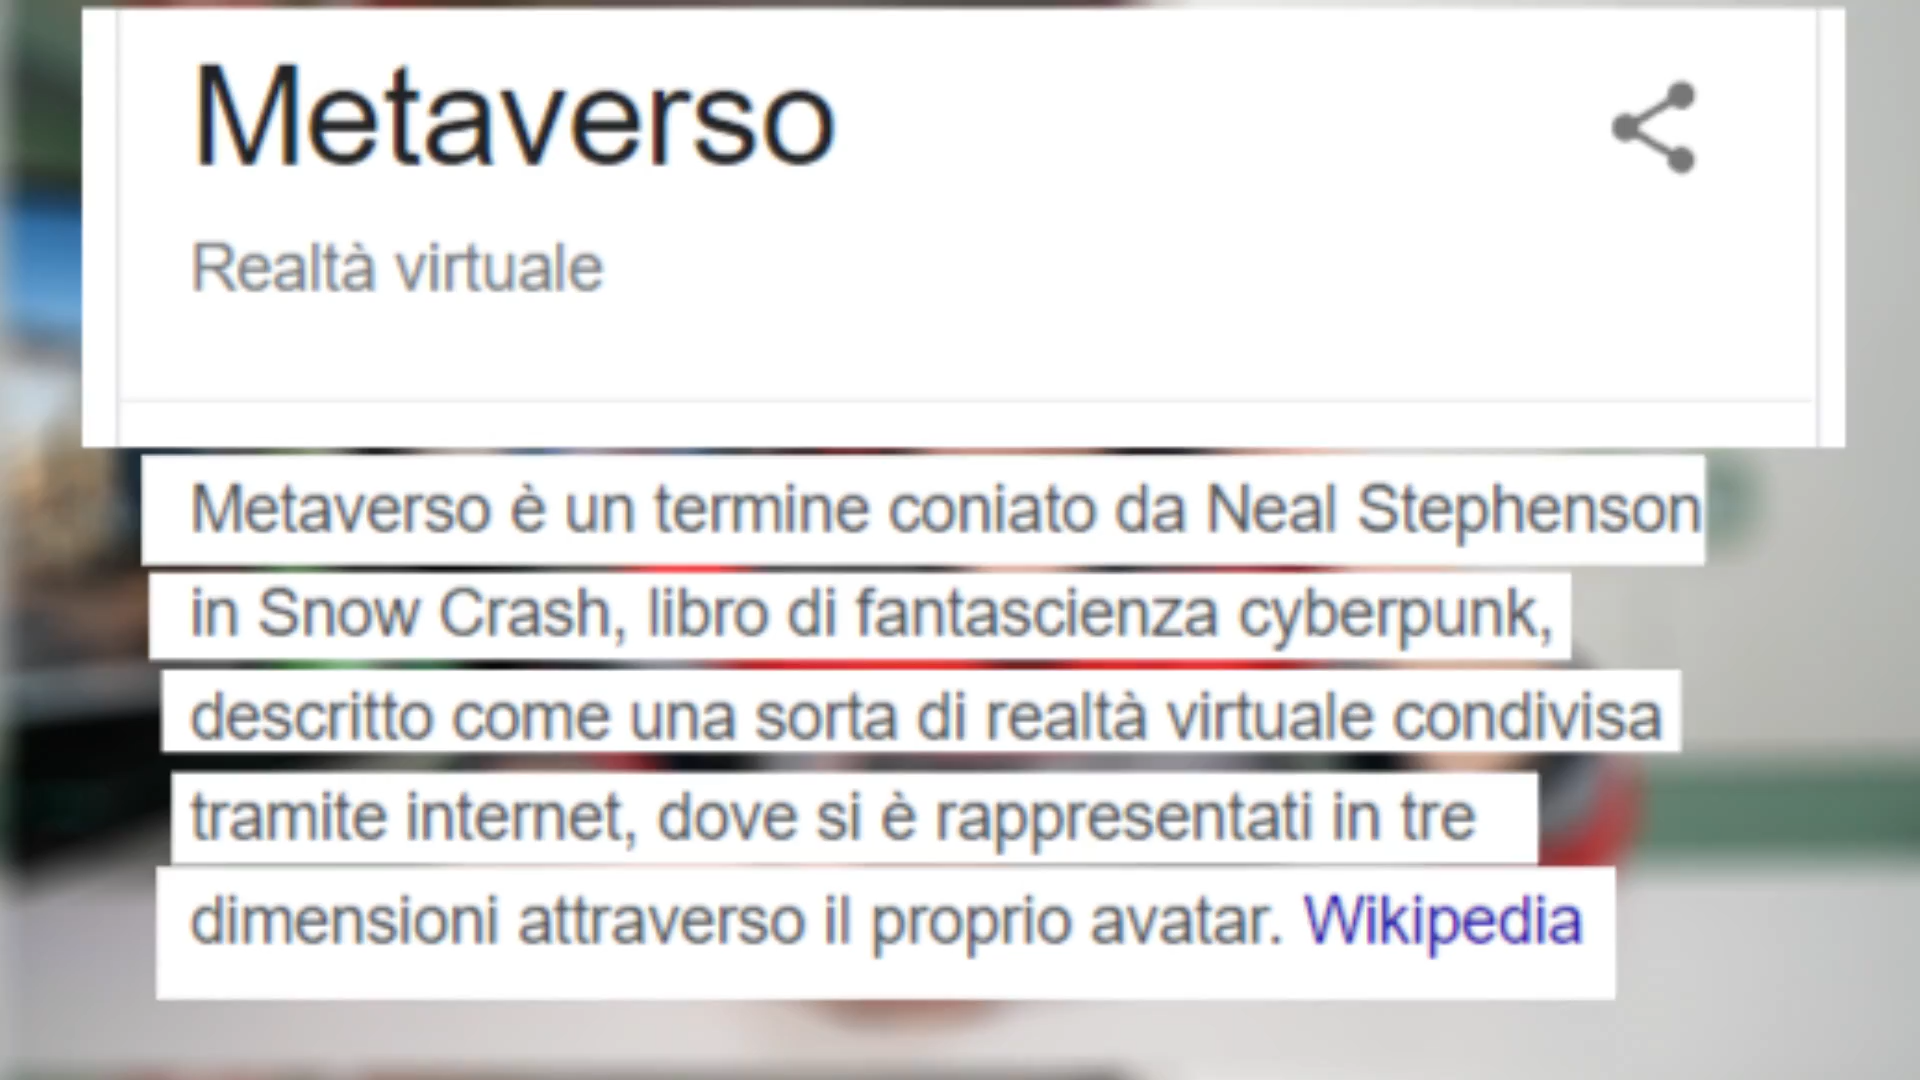 Metaverso
Realtà virtuale
Metaverso è un termine coniato da Neal Stephenson
in Snow Crash, libro di fantascienza cyberpunk,
descritto come una sorta di realtà virtuale condivisa
tramite internet, dove si è rappresentati in tre
dimensioni attraverso il proprio avatar. Wikipedia